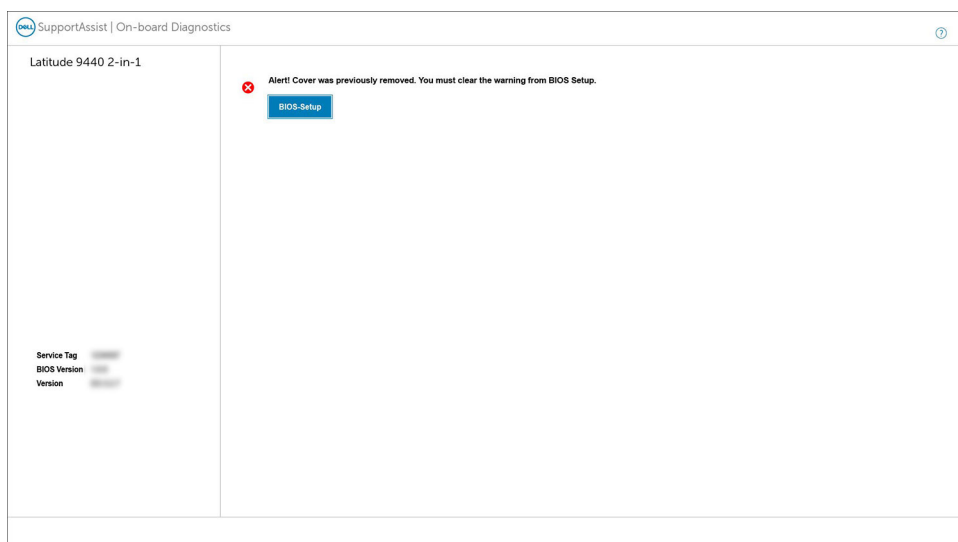 DELL SupportAssist | On-board Diagnostics
?
Latitude 9440 2-in-1
Alert! Cover was previously removed. You must clear the warning from BIOS Setup.
BIOS-Setup
Service Tag
BIOS Version
Version